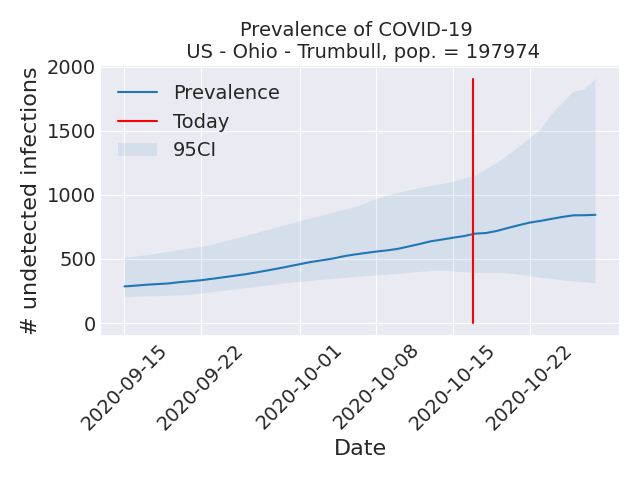 Prevalence of COVID-19
US - Ohio - Trumbull, pop. = 197974
# undetected infections
2000
1500
1000
500
0
Prevalence
Today
95CI
2020-09-15
2020-09-22
2020-10-01
2020-10-08
2020-10-15
2020-10-22
Date